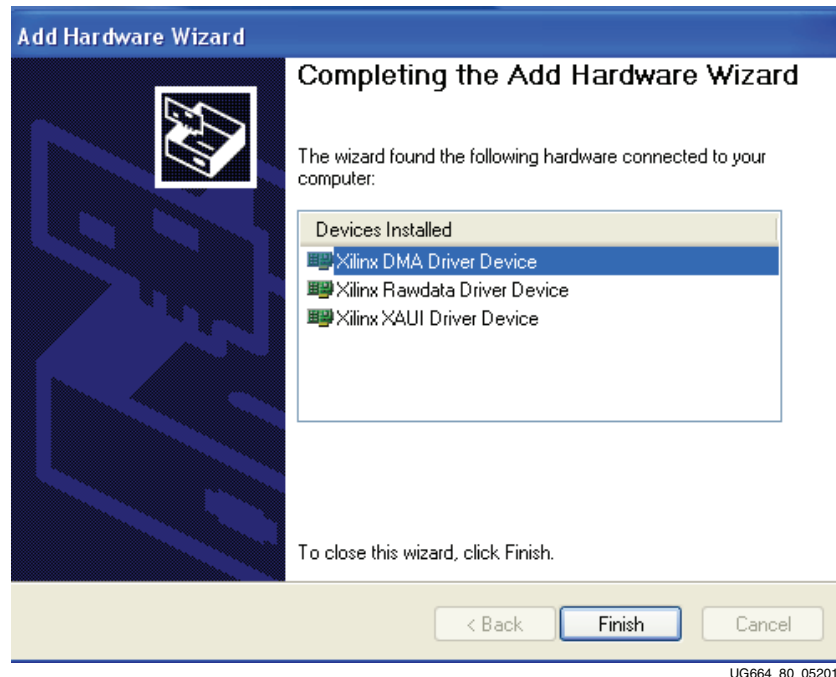 Add Hardware Wizard
Completing the Add Hardware Wizard
The wizard found the following hardware connected to your
computer:
Devices Installed
Xilinx DMA Driver Device
Xilinx Rawdata Driver Device
Xilinx XAUI Driver Device
To close this wizard, click Finish.
< Back Finish Cancel
UG664_80_05201